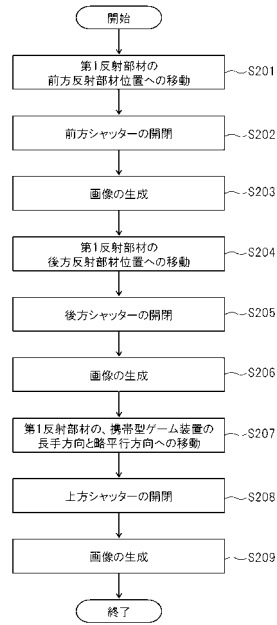 開始
第1反射部材の
前方反射部材位置への移動
S201
前方シャッターの開閉
S202
画像の生成
S203
第1反射部材の
後方反射部材位置への移動
S204
後方シャッターの開閉
S205
画像の生成
S206
第1反射部材の、携帯型ゲーム装置の
長手方向と略平行方向への移動
S207
上方シャッターの開閉
S208
画像の生成
S209
終了